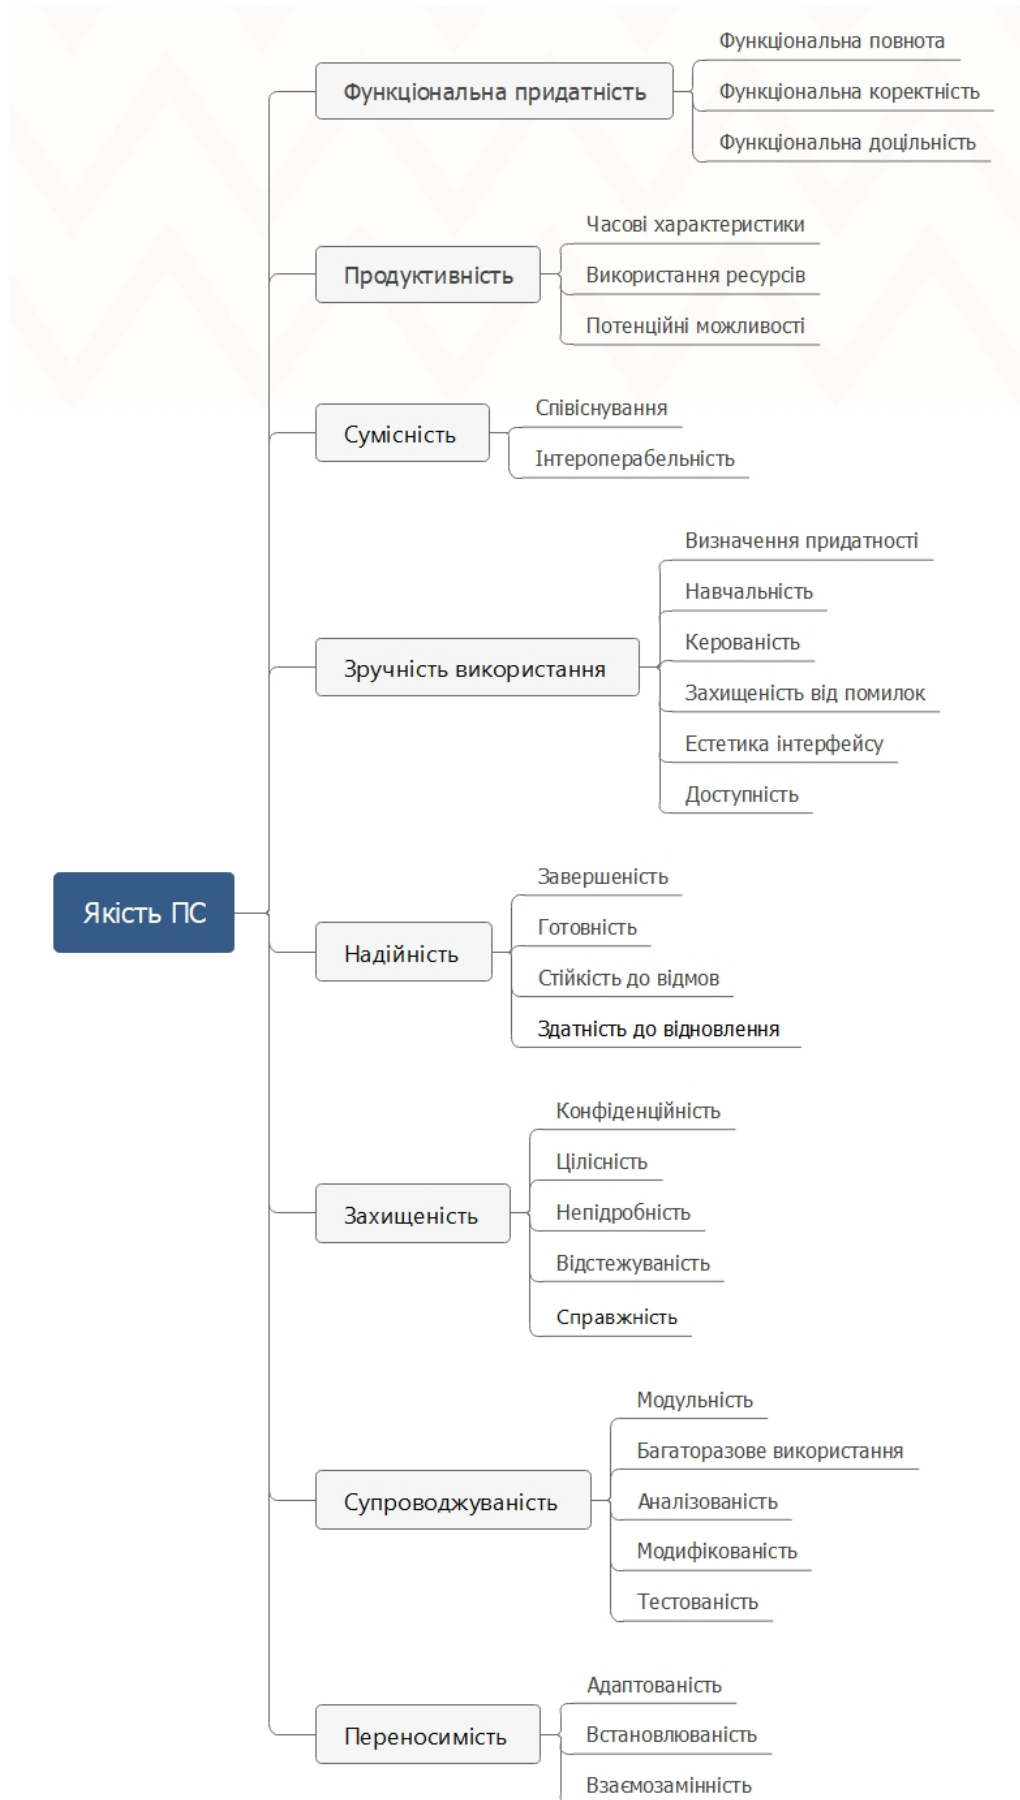 Якість ПС
Функціональна придатність
Функціональна повнота
Функціональна коректність
Функціональна доцільність
Продуктивність
Часові характеристики
Використання ресурсів
Потенційні можливості
Сумісність
Співіснування
Інтероперабельність
Зручність використання
Визначення придатності
Навчальність
Керованість
Захищеність від помилок
Естетика інтерфейсу
Доступність
Надійність
Завершеність
Готовність
Стійкість до відмов
Здатність до відновлення
Захищеність
Конфіденційність
Цілісність
Непідробність
Відстежуваність
Справжність
Супроводжуваність
Модульність
Багаторазове використання
Аналізованість
Модифікованість
Тестованість
Переносимість
Адаптованість
Встановлюваність
Взаємозамінність